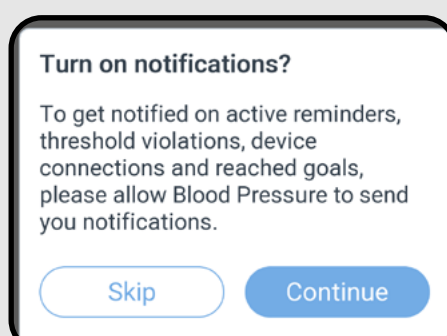 Turn on notifications?
To get notified on active reminders,
threshold violations, device
connections and reached goals,
please allow Blood Pressure to send
you notifications.
Skip
Continue